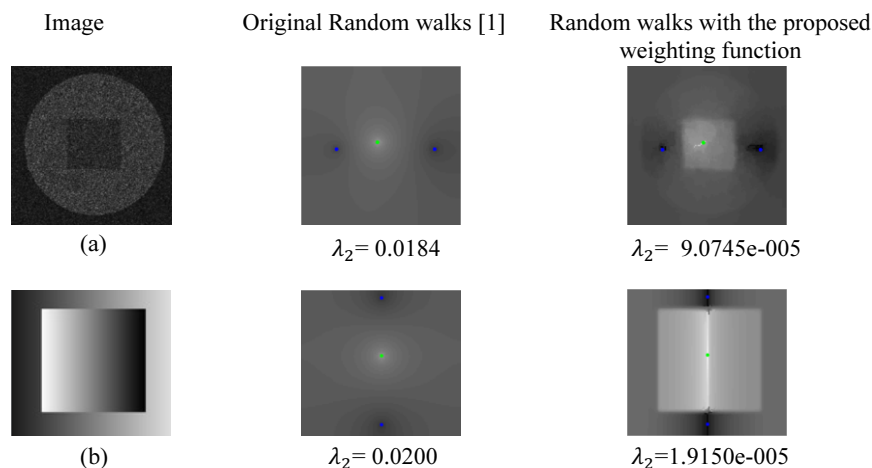 Image
Original Random walks [1]
Random walks with the proposed
weighting function
(a)
𝜆₂= 0.0184
𝜆₂= 9.0745e-005
(b)
𝜆₂= 0.0200
𝜆₂=1.9150e-005